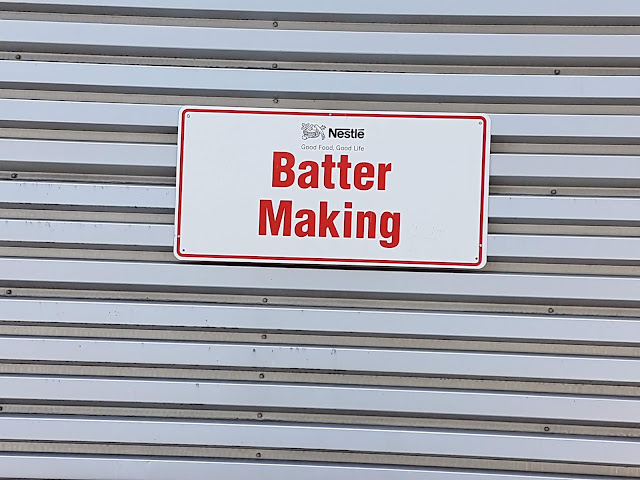 Nestlé
Good Food, Good Life
Batter
Making